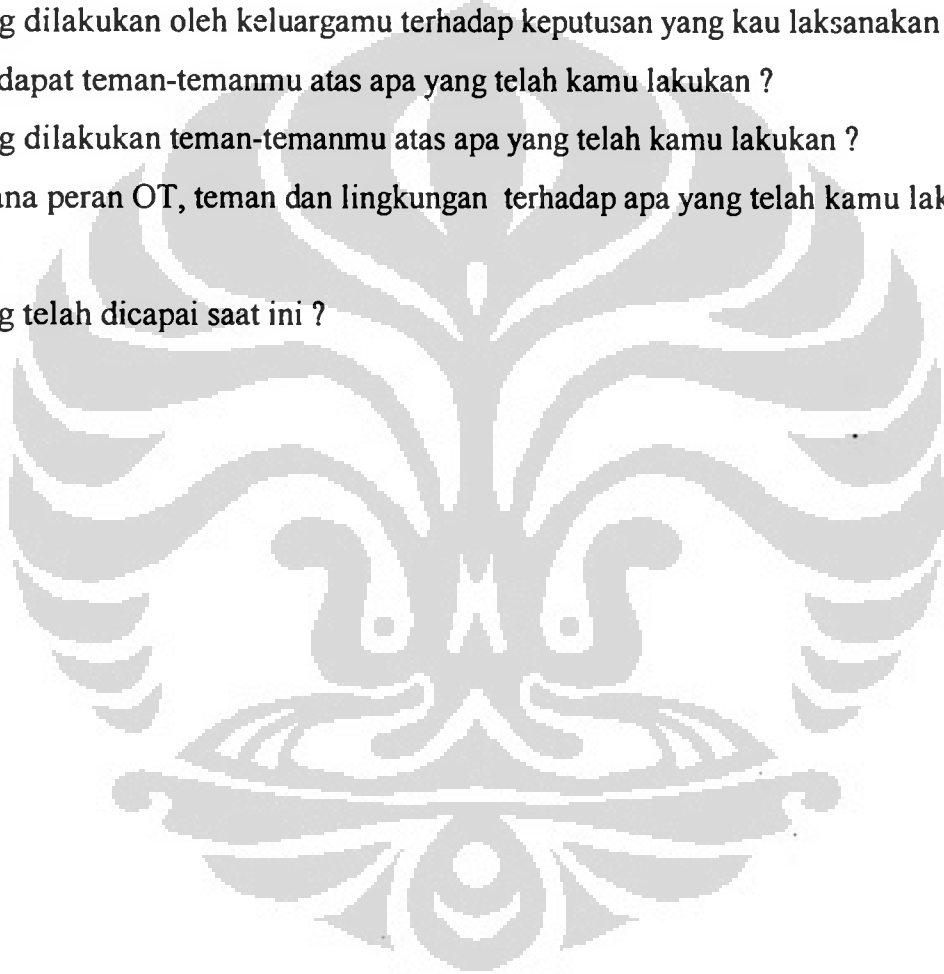 g dilakukan oleh keluargamu terhadap keputusan yang kau laksanakan
dapat teman-temanmu atas apa yang telah kamu lakukan ?
g dilakukan teman-temanmu atas apa yang telah kamu lakukan ?
ana peran OT, teman dan lingkungan terhadap apa yang telah kamu lak
g telah dicapai saat ini ?